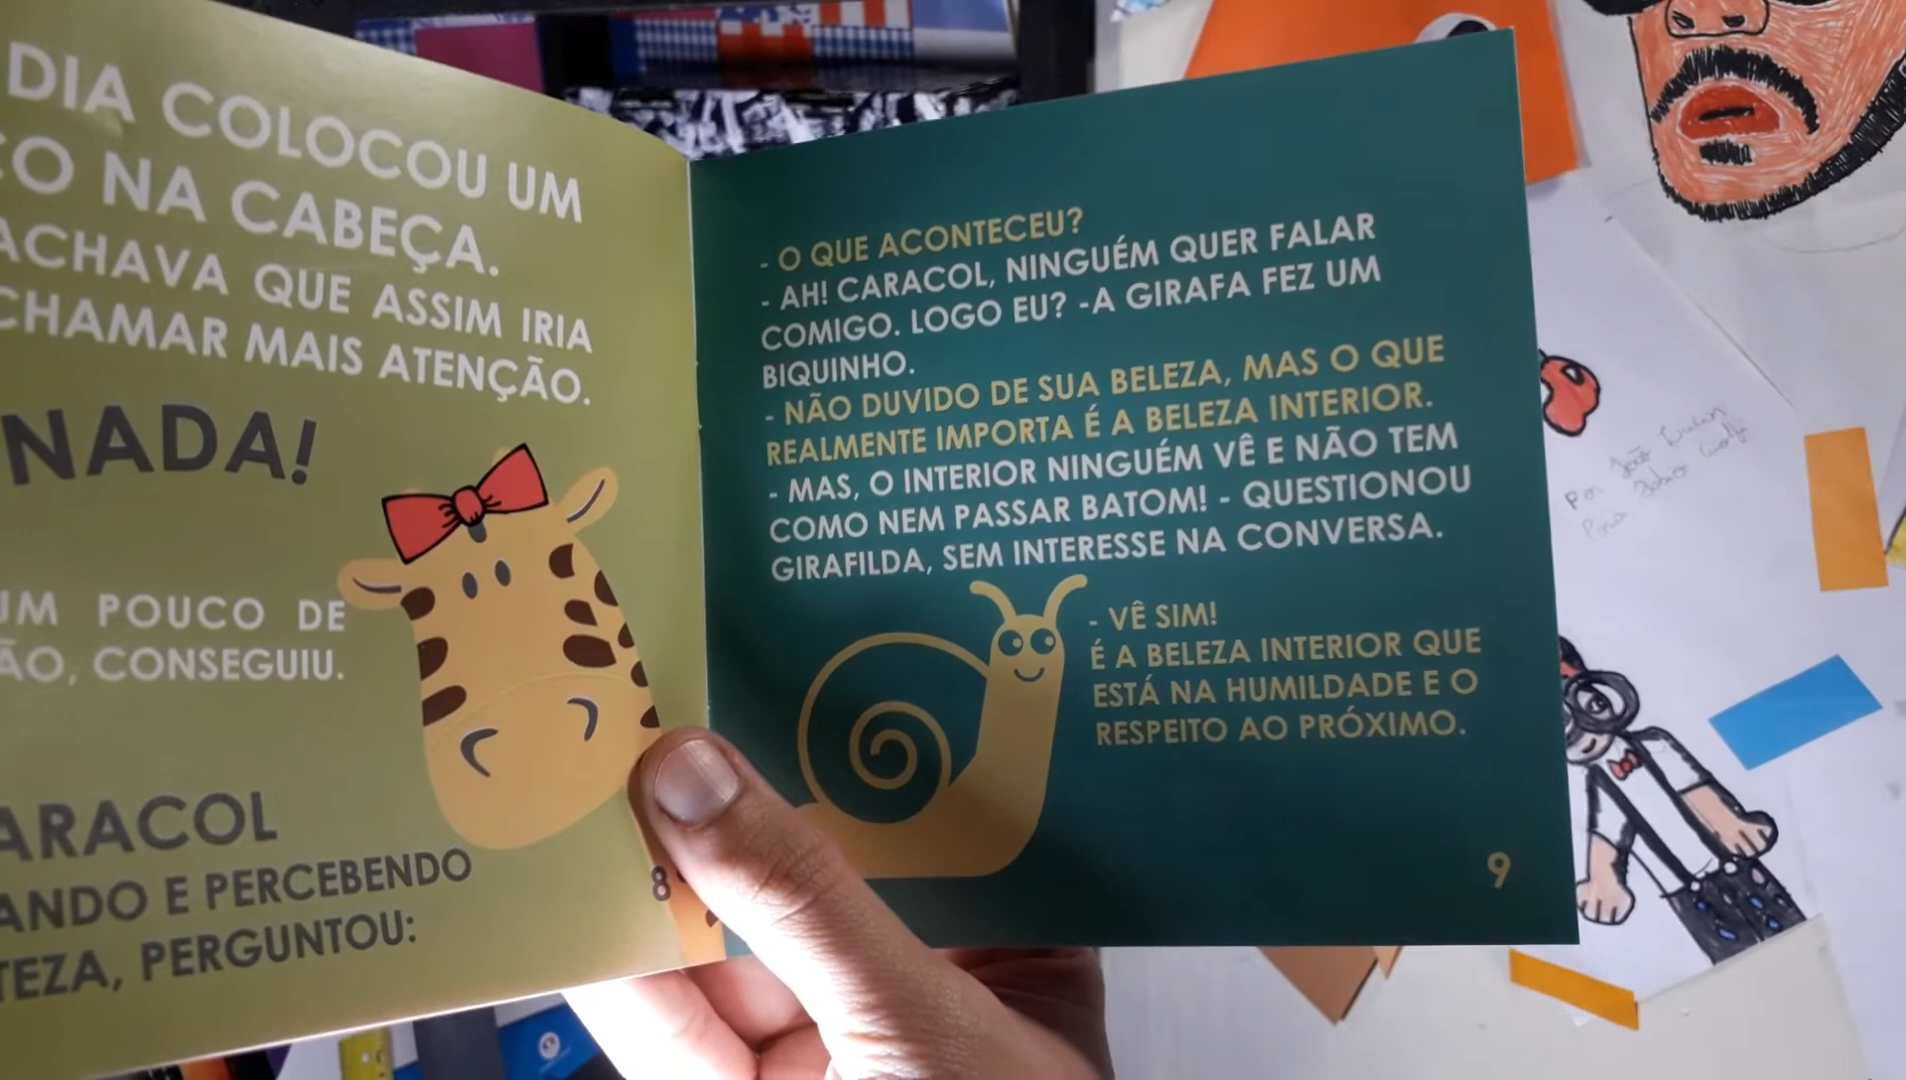 DIA COLOCOU UM
NA CABEÇA.
ACHAVA QUE ASSIM IRIA
CHAMAR MAIS ATENÇÃO.
NADA!
UM POUCO DE
CONSEGUIU.
ARACOL
ANDO E PERCEBENDO
TEZA, PERGUNTOU:
8
- O QUE ACONTECEU?
- AH! CARACOL, NINGUÉM QUER FALAR
COMIGO. LOGO EU? -A GIRAFA FEZ UM
BIQUINHO.
- NÃO DUVIDO DE SUA BELEZA, MAS O QUE
REALMENTE IMPORTA É A BELEZA INTERIOR.
- MAS, O INTERIOR NINGUÉM VÊ E NÃO TEM
COMO NEM PASSAR BATOM! - QUESTIONOU
GIRAFILDA, SEM INTERESSE NA CONVERSA.
- VÊ SIM!
É A BELEZA INTERIOR QUE
ESTÁ NA HUMILDADE E O
RESPEITO AO PRÓXIMO.
9